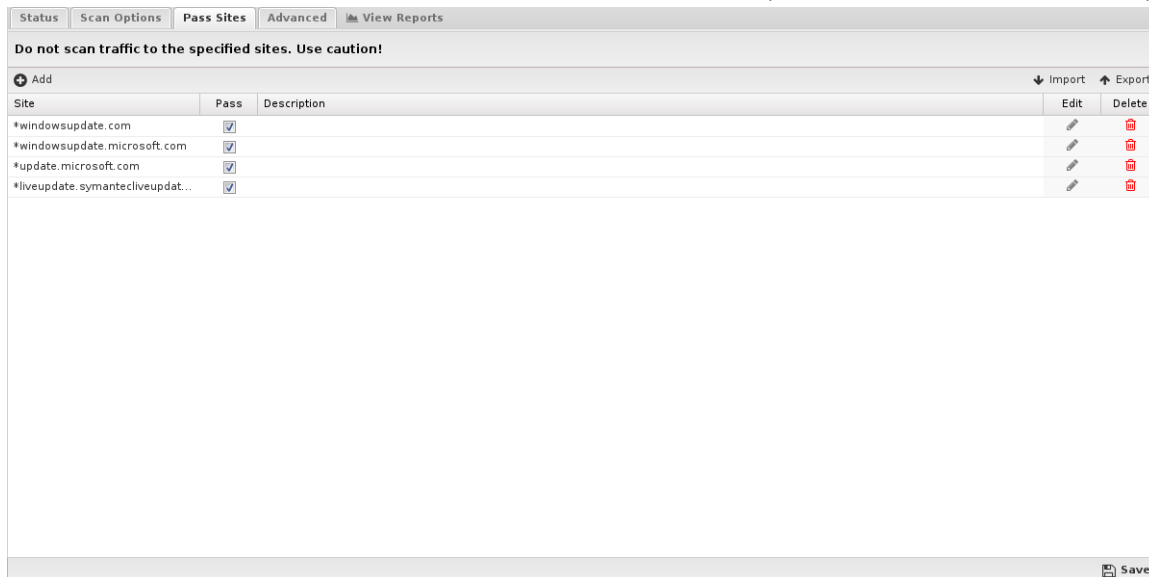 Status Scan Options Pass Sites Advanced View Reports
Do not scan traffic to the specified sites. Use caution!
Add Import Export
Site Pass Description Edit Delete
*windowsupdate.com
*windowsupdate.microsoft.com
*update.microsoft.com
*liveupdate.symantecliveupdat...
Save